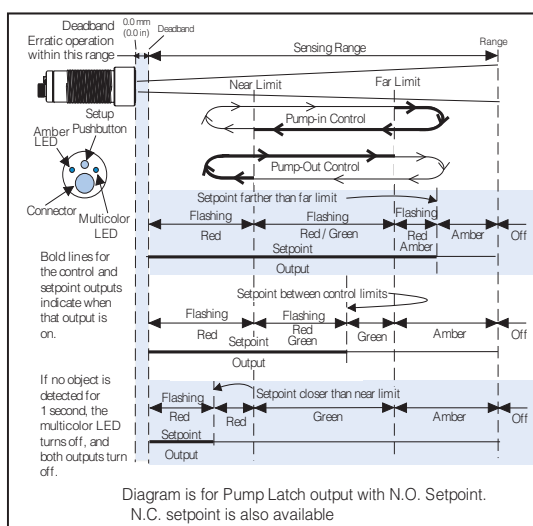 Deadband
Erratic operation
within this range
0.0 mm
(0.0 in)
Deadband
Sensing Range
Range
Near Limit
Far Limit
Pump-in Control
Pump-Out Control
Setup
Pushbutton
Amber
LED
Connector
Multicolor
LED
Bold lines for
the control and
setpoint outputs
indicate when
that output is
on.
Setpoint farther than far limit
Flashing
Red
Flashing
Red / Green
Flashing
Red
Amber
Amber
Off
Setpoint
Output
Setpoint between control limits
Flashing
Red
Flashing
Red
Green
Green
Amber
Off
Setpoint
Output
If no object is
detected for
1 second, the
multicolor LED
turns off, and
both outputs turn
off.
Setpoint closer than near limit
Flashing
Red
Red
Green
Amber
Off
Setpoint
Output
Diagram is for Pump Latch output with N.O. Setpoint.
N.C. setpoint is also available